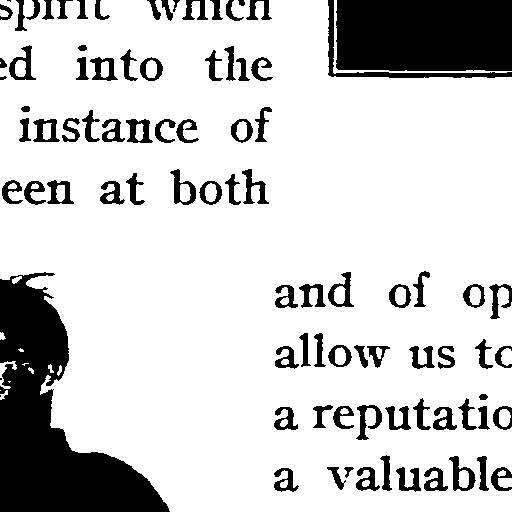 spirit which
ed into the
instance of
een at both
and of op
allow us to
a reputatio
a valuable